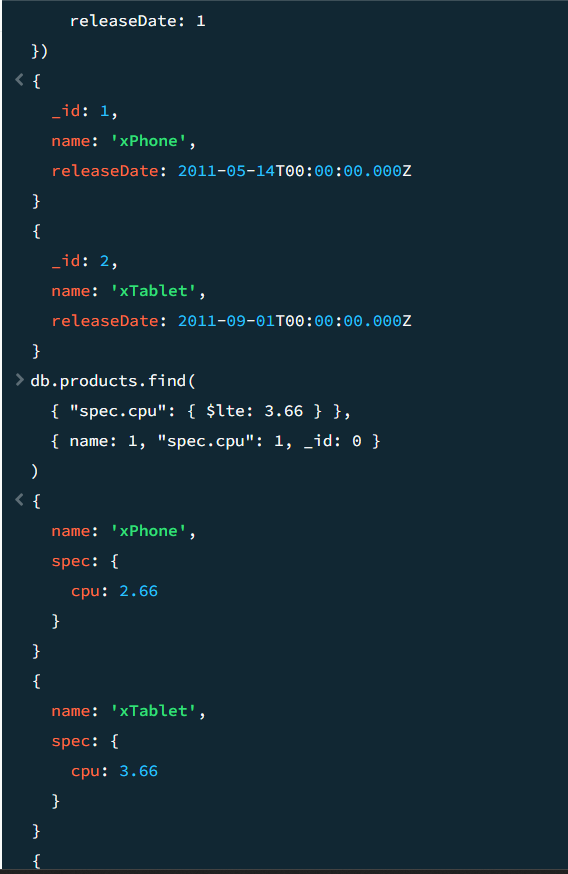 releaseDate: 1
})
< {
_id: 1,
name: 'xPhone',
releaseDate: 2011-05-14T00:00:00.000Z
}
{
_id: 2,
name: 'xTablet',
releaseDate: 2011-09-01T00:00:00.000Z
}
> db.products.find(
{ "spec.cpu": { $lte: 3.66 } },
{ name: 1, "spec.cpu": 1, _id: 0 }
)
< {
name: 'xPhone',
spec: {
cpu: 2.66
}
}
{
name: 'xTablet',
spec: {
cpu: 3.66
}
}
{